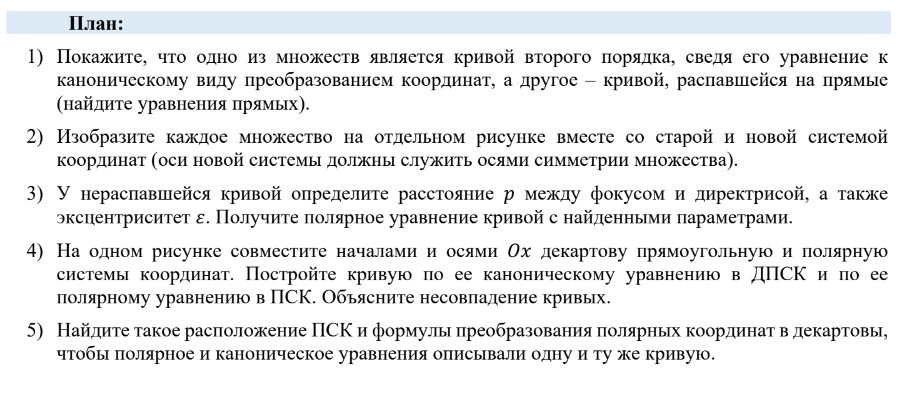 План:
1) Покажите, что одно из множеств является кривой второго порядка, сведя его уравнение к
каноническому виду преобразованием координат, а другое – кривой, распавшейся на прямые
(найдите уравнения прямых).
2) Изобразите каждое множество на отдельном рисунке вместе со старой и новой системой
координат (оси новой системы должны служить осями симметрии множества).
3) У нераспавшейся кривой определите расстояние p между фокусом и директрисой, а также
эксцентриситет ε. Получите полярное уравнение кривой с найденными параметрами.
4) На одном рисунке совместите началами и осями Ox декартову прямоугольную и полярную
системы координат. Постройте кривую по ее каноническому уравнению в ДПСК и по ее
полярному уравнению в ПСК. Объясните несовпадение кривых.
5) Найдите такое расположение ПСК и формулы преобразования полярных координат в декартовы,
чтобы полярное и каноническое уравнения описывали одну и ту же кривую.